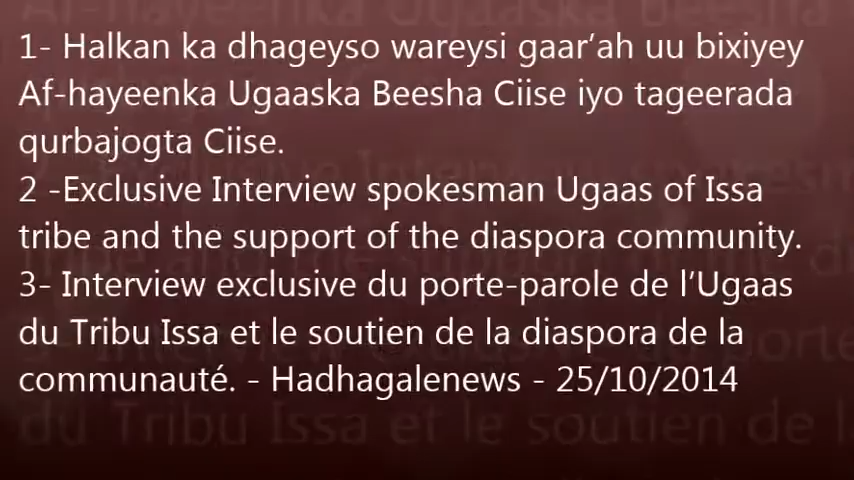 1- Halkan ka dhageyso wareysi gaar’ah uu bixiyey
Af-hayeenka Ugaaska Beesha Ciise iyo tageerada
qurbajogta Ciise.
2 -Exclusive Interview spokesman Ugaas of Issa
tribe and the support of the diaspora community.
3- Interview exclusive du porte-parole de l’Ugaas
du Tribu Issa et le soutien de la diaspora de la
communauté. - Hadhagalenews - 25/10/2014